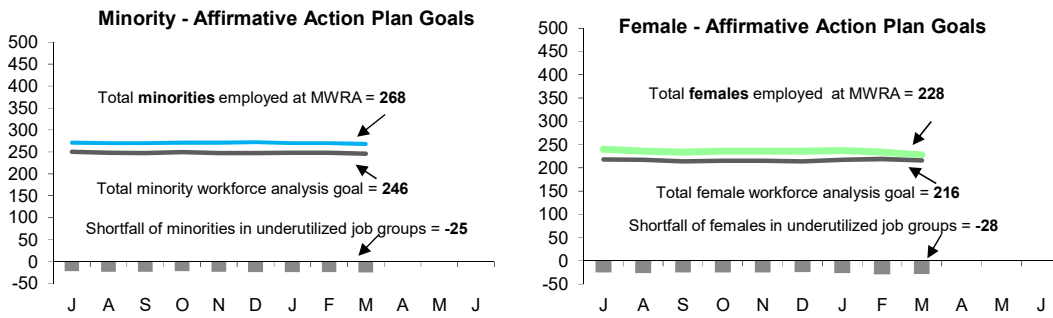 Minority - Affirmative Action Plan Goals
500
450
400
350
300
250
200
150
100
50
0
-50
Total minorities employed at MWRA = 268
Total minority workforce analysis goal = 246
Shortfall of minorities in underutilized job groups = -25
J A S O N D J F M A M J
Female - Affirmative Action Plan Goals
500
450
400
350
300
250
200
150
100
50
0
-50
Total females employed at MWRA = 228
Total female workforce analysis goal = 216
Shortfall of females in underutilized job groups = -28
J A S O N D J F M A M J